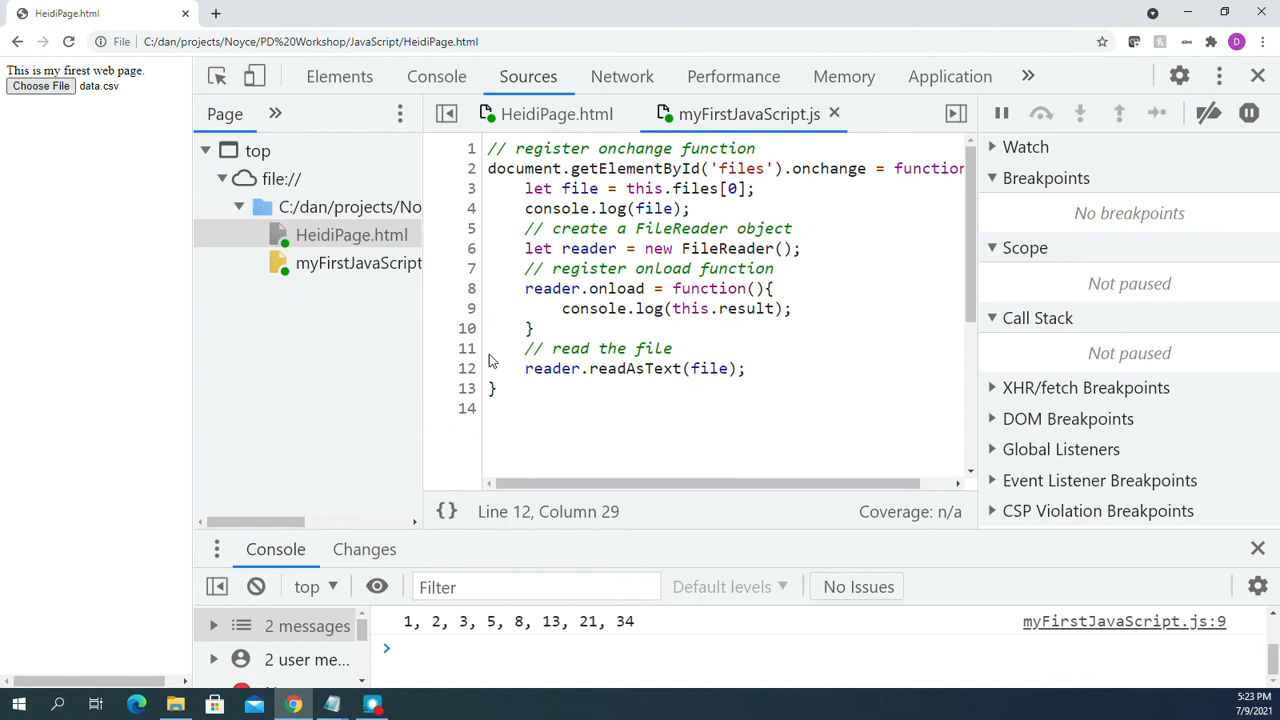 HeidiPage.html
File C:/dan/projects/Noyce/PD%20Workshop/JavaScript/HeidiPage.html
D
This is my firest web page.
Choose File data.csv
Elements Console Sources Network Performance Memory Application
Page
HeidiPage.html
myFirstJavaScript.js
top
file://
C:/dan/projects/No
HeidiPage.html
myFirstJavaScript
1 // register onchange function
2 document.getElementById('files').onchange = function
3 let file = this.files[0];
4 console.log(file);
5 // create a FileReader object
6 let reader = new FileReader();
7 // register onload function
8 reader.onload = function(){
9 console.log(this.result);
10 }
11 // read the file
12 reader.readAsText(file);
13 }
14
{} Line 12, Column 29 Coverage: n/a
Watch
Breakpoints
No breakpoints
Scope
Not paused
Call Stack
Not paused
XHR/fetch Breakpoints
DOM Breakpoints
Global Listeners
Event Listener Breakpoints
CSP Violation Breakpoints
Console Changes
top Filter Default levels No Issues
2 messages
2 user me...
1, 2, 3, 5, 8, 13, 21, 34 myFirstJavaScript.js:9
5:23 PM
7/9/2021